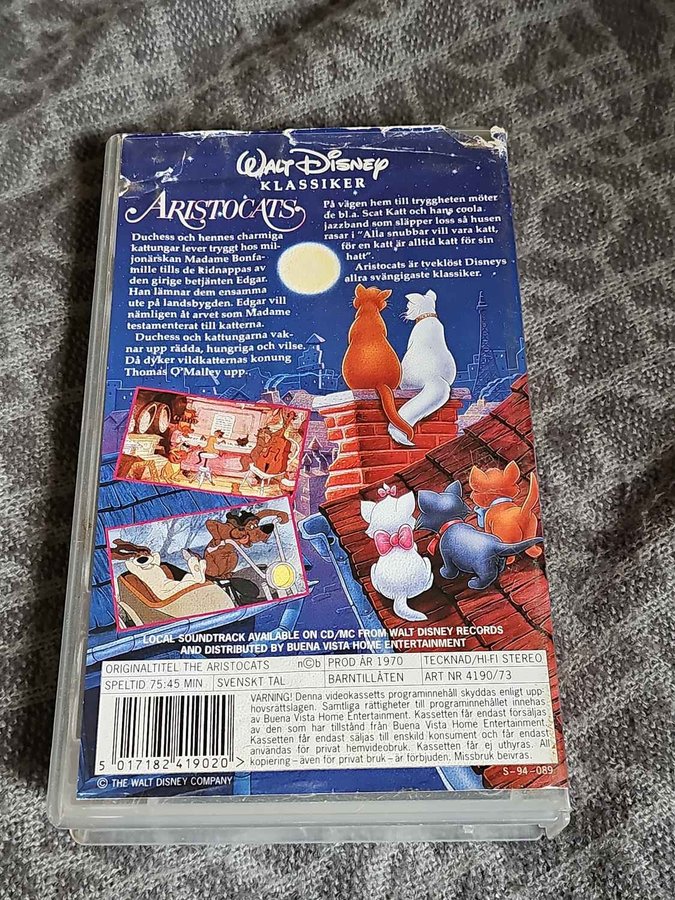 WALT DISNEY
KLASSIKER
ARISTOCATS
Duchess och hennes charmiga
kattungar lever tryggt hos mil-
jonärskan Madame Bonfa-
mille tills de kidnappas av
den girige betjänten Edgar.
Han lämnar dem ensamma
ute på landsbygden. Edgar vill
nämligen åt arvet som Madame
testamenterat till katterna.
Duchess och kattungarna vak-
nar upp rädda, hungriga och vilse.
Då dyker vildkatternas konung
Thomas O'Malley upp.
På vägen hem till tryggheten möter
de bl.a. Scat Katt och hans coola
jazzband som släpper loss så husen
rasar i "Alla snubbar vill vara katt,
för en katt är alltid katt för sin
hatt".
Aristocats är tveklöst Disneys
allra svängigaste klassiker.
LOCAL SOUNDTRACK AVAILABLE ON CD/MC FROM WALT DISNEY RECORDS
AND DISTRIBUTED BY BUENA VISTA HOME ENTERTAINMENT
ORIGINALTITEL THE ARISTOCATS n©b PROD ÅR 1970 TECKNAD/HI-FI STEREO
SPELTID 75:45 MIN SVENSKT TAL BARNTILLÅTEN ART NR 4190/73
VARNING! Denna videokassetts programinnehåll skyddas enligt upp-
hovsrättslagen. Samtliga rättigheter till programinnehållet innehas
av Buena Vista Home Entertainment. Kassetten får endast försäljas
av den som har tillstånd från Buena Vista Home Entertainment.
Kassetten får endast säljas till enskild konsument och får endast
användas för privat hemvideobruk. Kassetten får ej uthyras. All
kopiering - även för privat bruk - är förbjuden. Missbruk beivras.
5 017182 419020 >
S-94-089
© THE WALT DISNEY COMPANY